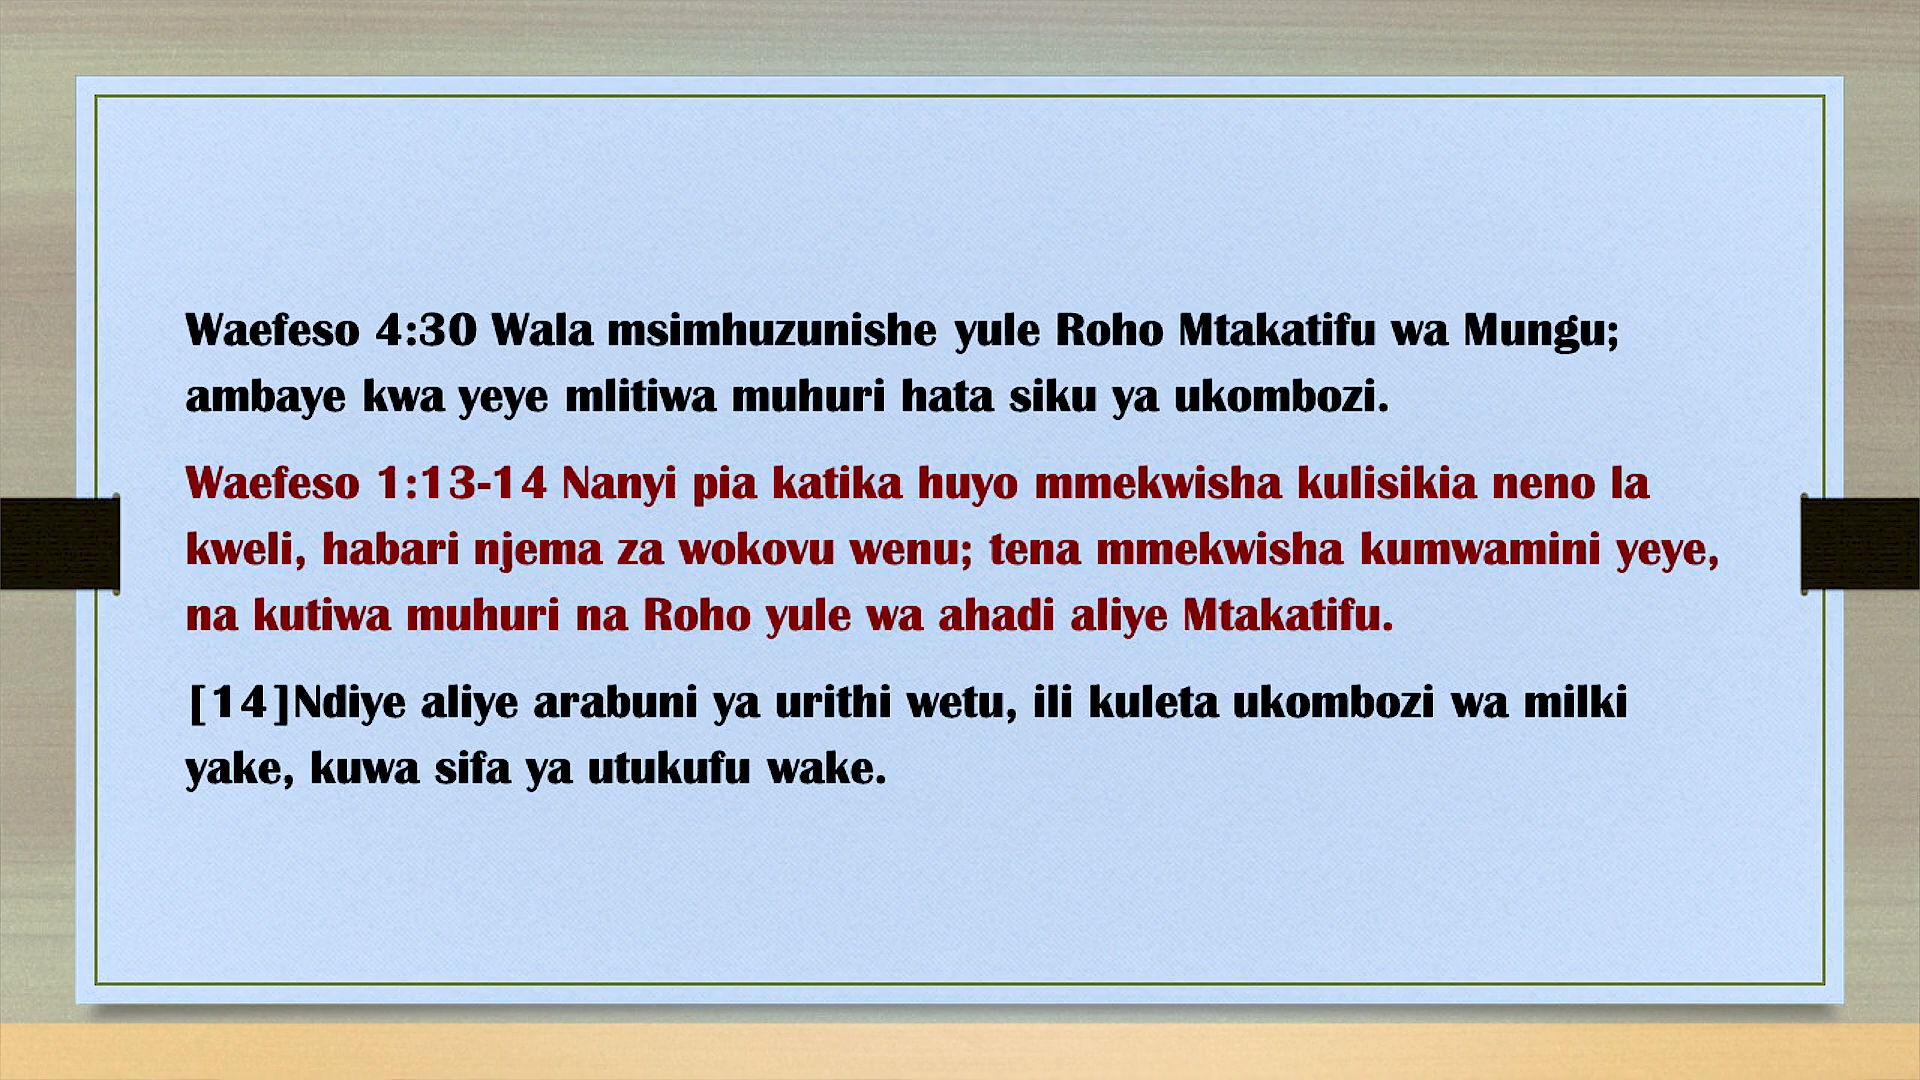 Waefeso 4:30 Wala msimhuzunishe yule Roho Mtakatifu wa Mungu;
ambaye kwa yeye mlitiwa muhuri hata siku ya ukombozi.
Waefeso 1:13-14 Nanyi pia katika huyo mmekwisha kulisikia neno la
kweli, habari njema za wokovu wenu; tena mmekwisha kumwamini yeye,
na kutiwa muhuri na Roho yule wa ahadi aliye Mtakatifu.
[14]Ndiye aliye arabuni ya urithi wetu, ili kuleta ukombozi wa milki
yake, kuwa sifa ya utukufu wake.